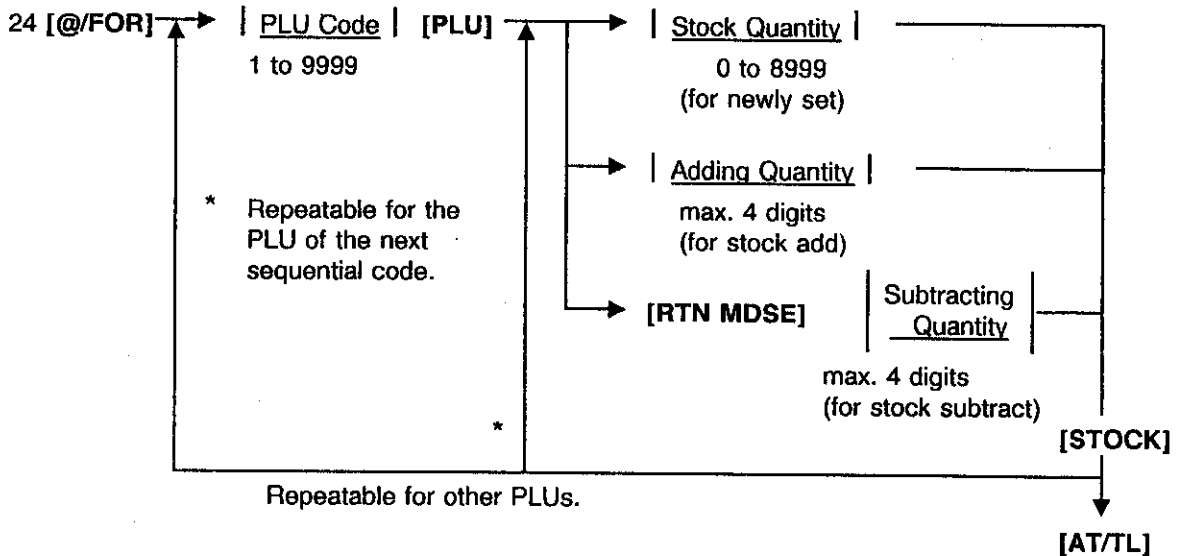 24 [@/FOR] | PLU Code | [PLU] | Stock Quantity |
1 to 9999
0 to 8999
(for newly set)
| Adding Quantity |
max. 4 digits
(for stock add)
* Repeatable for the
PLU of the next
sequential code.
[RTN MDSE] | Subtracting
Quantity |
max. 4 digits
(for stock subtract)
*
[STOCK]
Repeatable for other PLUs.
[AT/TL]